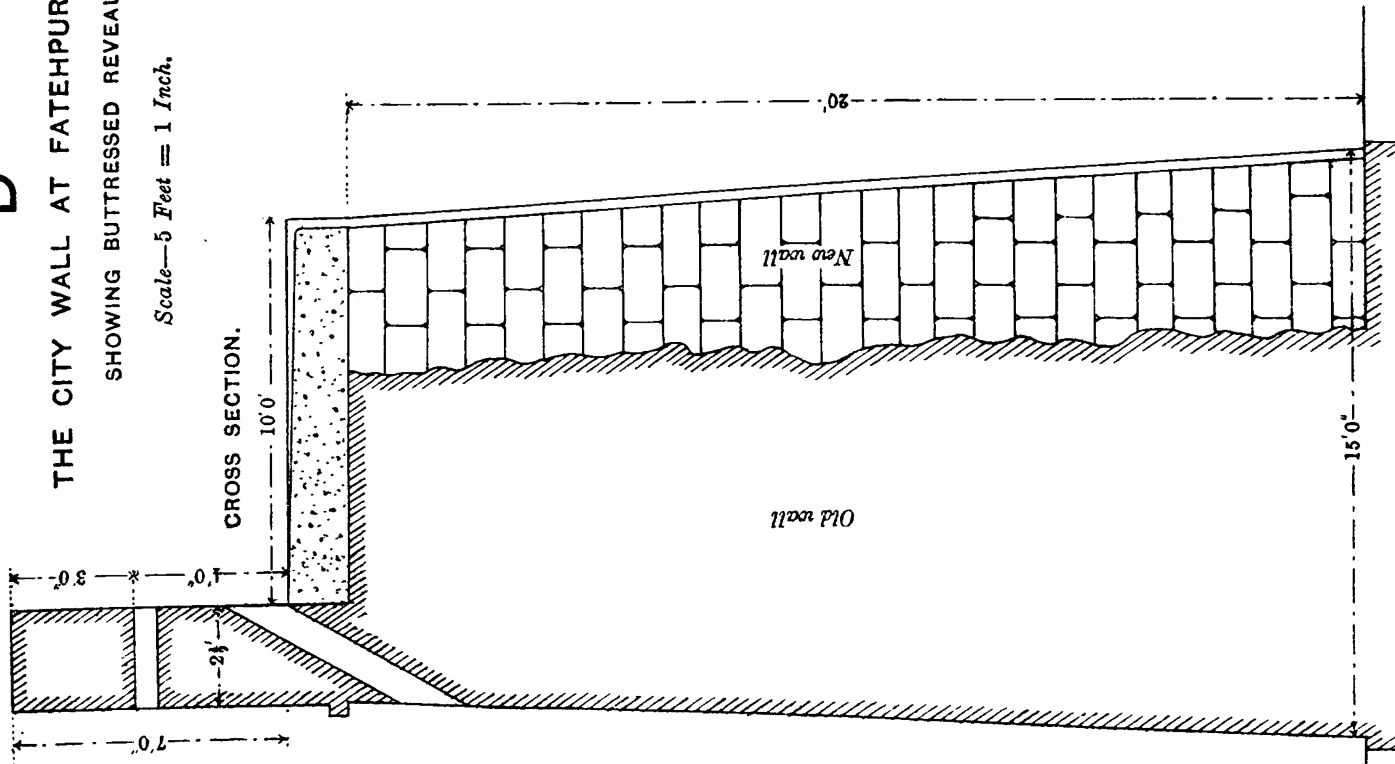 THE CITY WALL AT FATEHPUR
SHOWING BUTTRESSED REVEAL
Scale—5 Feet = 1 Inch.
CROSS SECTION.
10'0'
3'0"
4'0"
2½'
7'0"
20'
New wall
Old wall
15'0"